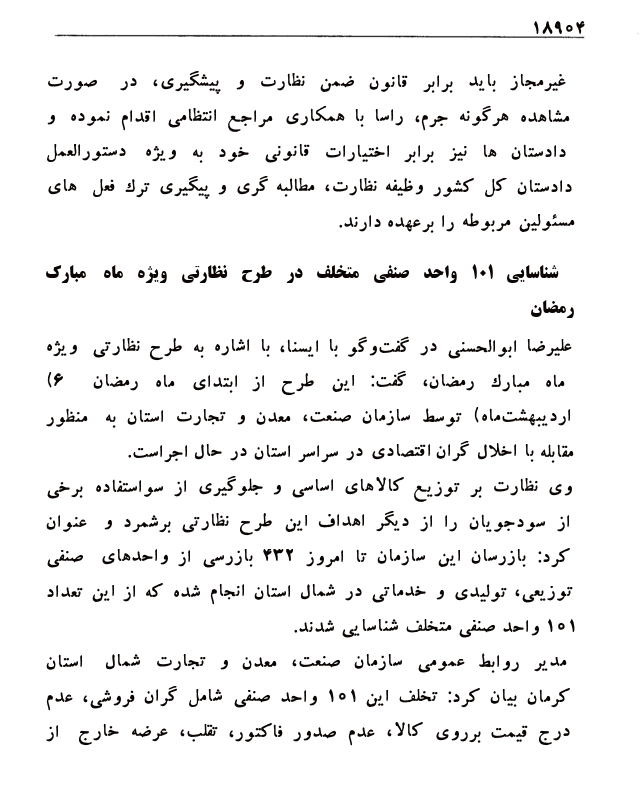 ۱۸۹۰۴
غیرمجاز باید برابر قانون ضمن نظارت و پیشگیری، در صورت
مشاهده هرگونه جرم، راسا با همکاری مراجع انتظامی اقدام نموده و
دادستان ها نیز برابر اختیارات قانونی خود به ویژه دستورالعمل
دادستان کل کشور وظیفه نظارت، مطالبه گری و پیگیری ترك فعل های
مسئولین مربوطه را برعهده دارند.
شناسایی ۱۰۱ واحد صنفی متخلف در طرح نظارتی ویژه ماه مبارک
رمضان
علیرضا ابوالحسنی در گفت‌وگو با ایسنا، با اشاره به طرح نظارتی ویژه
ماه مبارك رمضان، گفت: این طرح از ابتدای ماه رمضان ۶)
اردیبهشت‌ماه) توسط سازمان صنعت، معدن و تجارت استان به منظور
مقابله با اخلال گران اقتصادی در سراسر استان در حال اجراست.
وی نظارت بر توزیع کالاهای اساسی و جلوگیری از سواستفاده برخی
از سودجویان را از دیگر اهداف این طرح نظارتی برشمرد و عنوان
کرد: بازرسان این سازمان تا امروز ۴۳۲ بازرسی از واحدهای صنفی
توزیعی، تولیدی و خدماتی در شمال استان انجام شده که از این تعداد
۱۰۱ واحد صنفی متخلف شناسایی شدند.
مدیر روابط عمومی سازمان صنعت، معدن و تجارت شمال استان
کرمان بیان کرد: تخلف این ۱۰۱ واحد صنفی شامل گران فروشی، عدم
درج قیمت برروی کالا، عدم صدور فاکتور، تقلب، عرضه خارج از